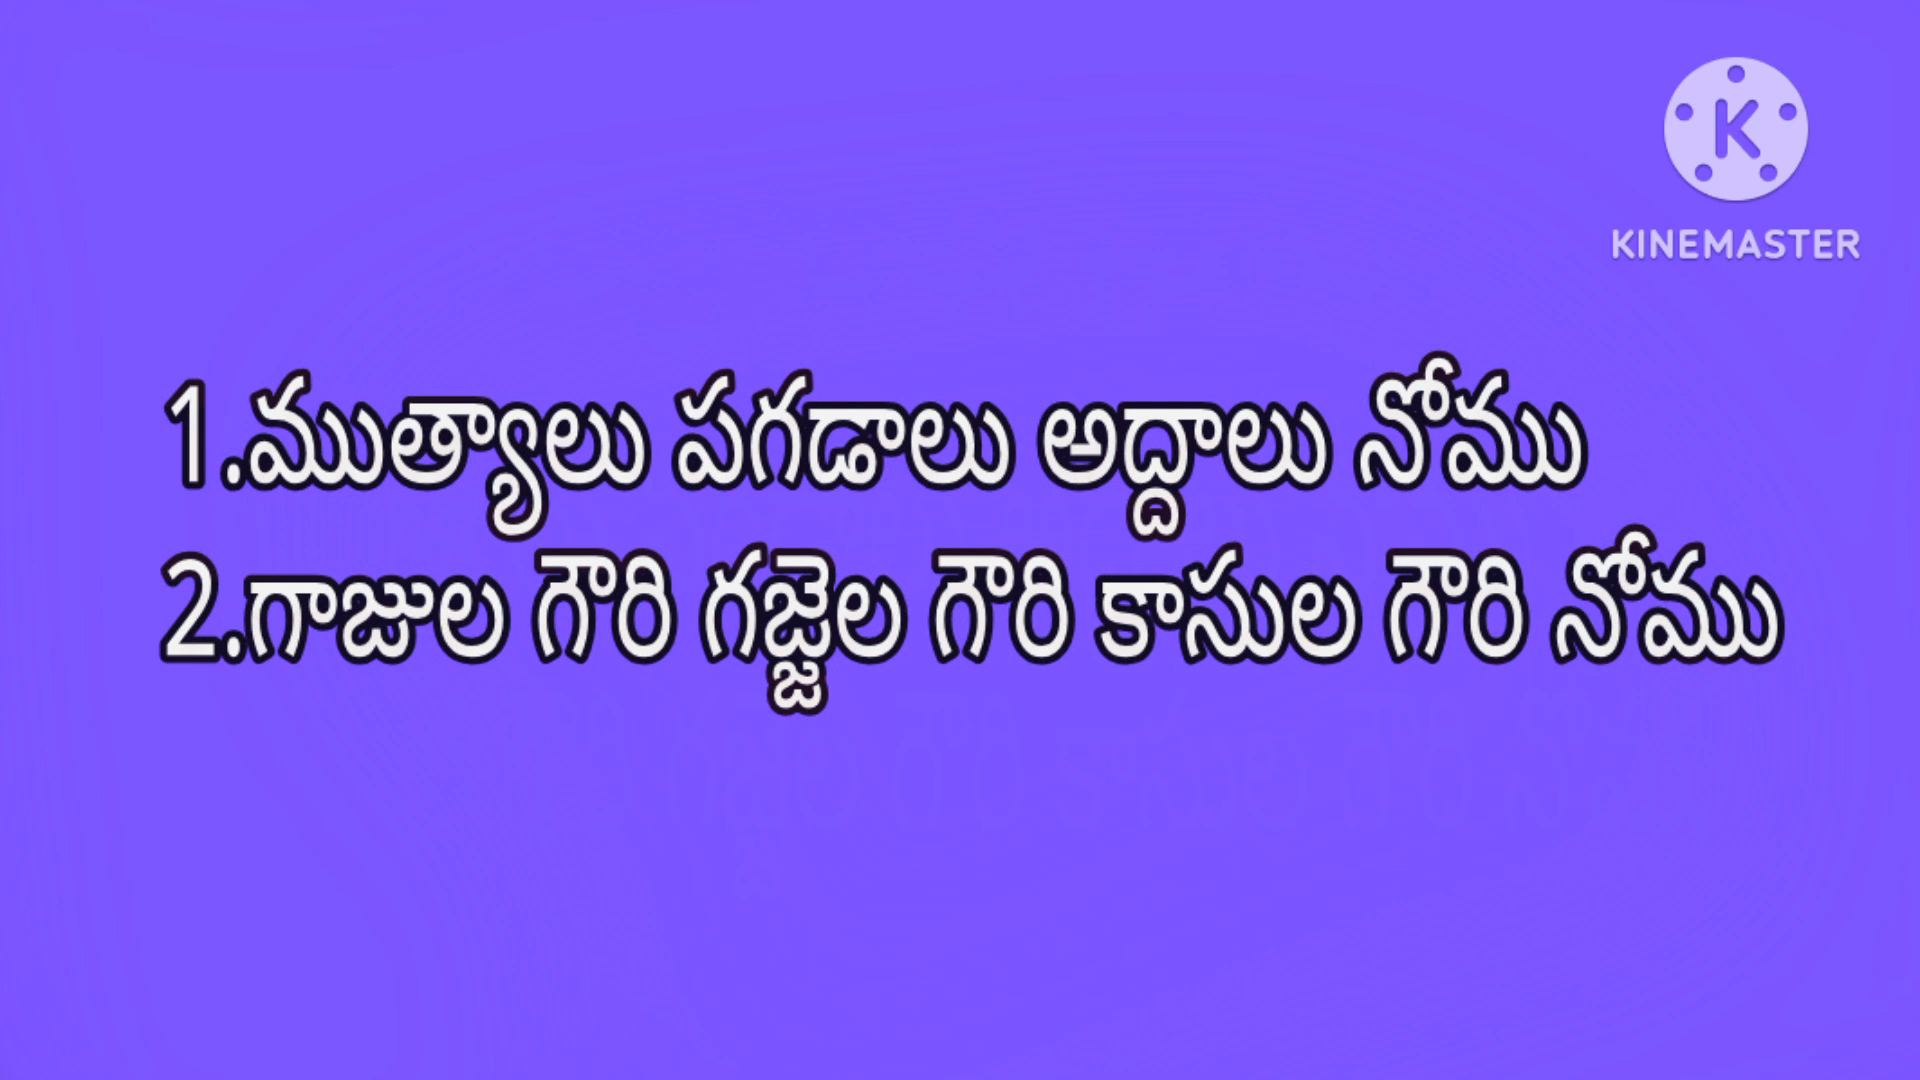 K
KINEMASTER
1.ముత్యాలు పగడాలు అద్దాలు నోము
2.గాజుల గౌరి గజ్జెల గౌరి కాసుల గౌరి నోము